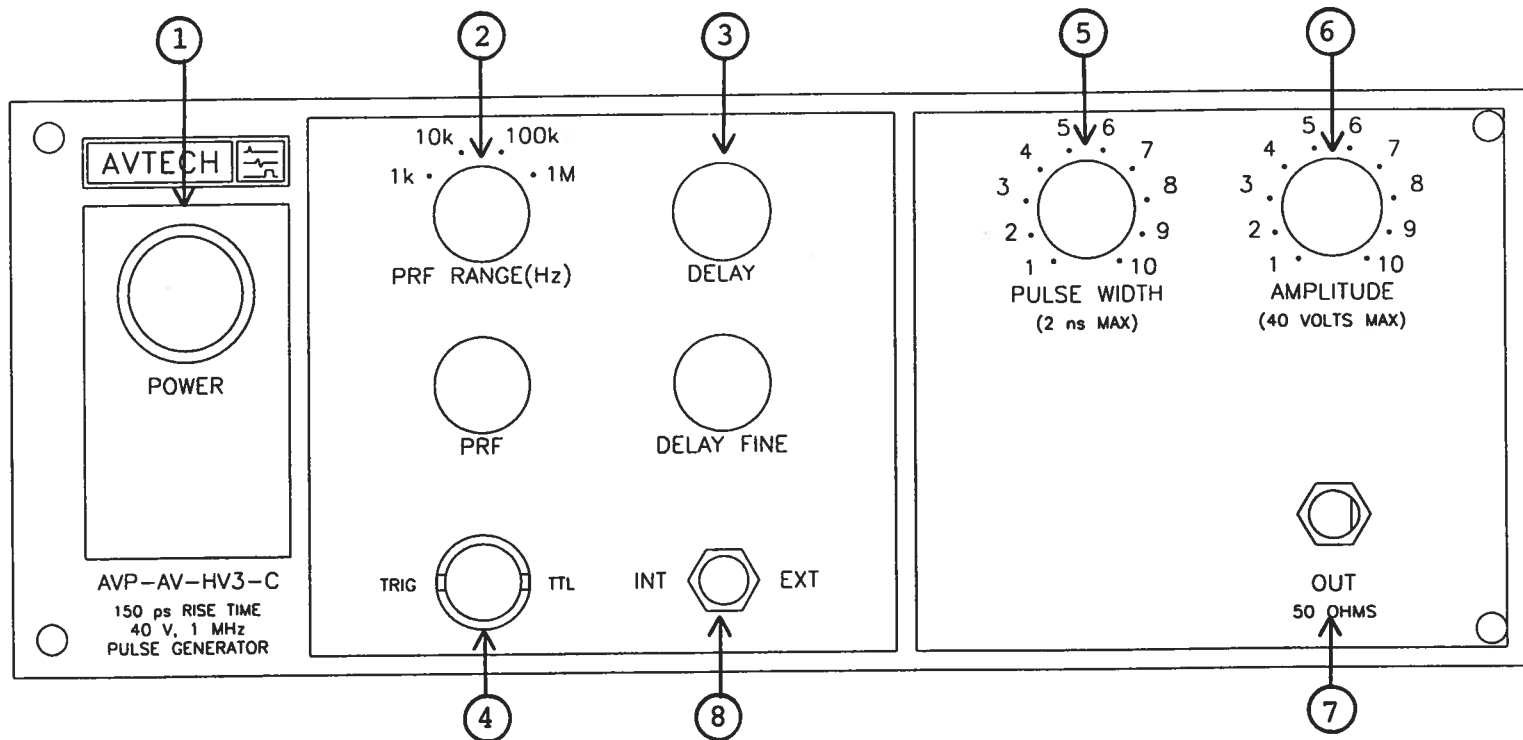 1
2
3
5
6
AVTECH
10k
100k
1k
1M
PRF RANGE(Hz)
DELAY
1
2
3
4
5
6
7
8
9
10
PULSE WIDTH
(2 ns MAX)
1
2
3
4
5
6
7
8
9
10
AMPLITUDE
(40 VOLTS MAX)
POWER
PRF
DELAY FINE
AVP-AV-HV3-C
150 ps RISE TIME
40 V, 1 MHz
PULSE GENERATOR
TRIG
TTL
INT
EXT
OUT
50 OHMS
4
8
7